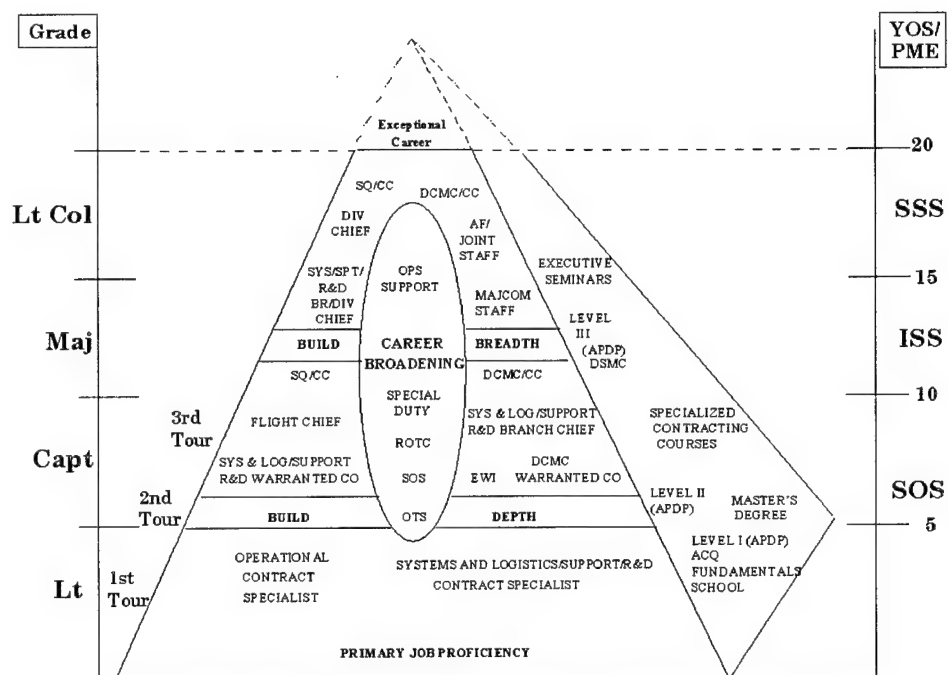 Grade
YOS/
PME
Exceptional
Career
20
SQ/CC
DCMC/CC
Lt Col
SSS
DIV
CHIEF
AF/
JOINT
STAFF
EXECUTIVE
SEMINARS
OPS
SUPPORT
SYS/SPT/
R&D
BR/DIV
CHIEF
15
MAJCOM
STAFF
LEVEL
III
(APDP)
DSMC
Maj
BUILD
CAREER
BROADENING
BREADTH
ISS
SQ/CC
DCMC/CC
10
SPECIAL
DUTY
3rd
Tour
FLIGHT CHIEF
SYS & LOG/SUPPORT
R&D BRANCH CHIEF
SPECIALIZED
CONTRACTING
COURSES
ROTC
Capt
SYS & LOG/SUPPORT
R&D WARRANTED CO
SOS
EWI
DCMC
WARRANTED CO
SOS
2nd
Tour
BUILD
OTS
DEPTH
LEVEL II
(APDP)
MASTER'S
DEGREE
5
Lt
1st
Tour
OPERATIONAL
CONTRACT
SPECIALIST
SYSTEMS AND LOGISTICS/SUPPORT/R&D
CONTRACT SPECIALIST
LEVEL I (APDP)
ACQ
FUNDAMENTALS
SCHOOL
PRIMARY JOB PROFICIENCY